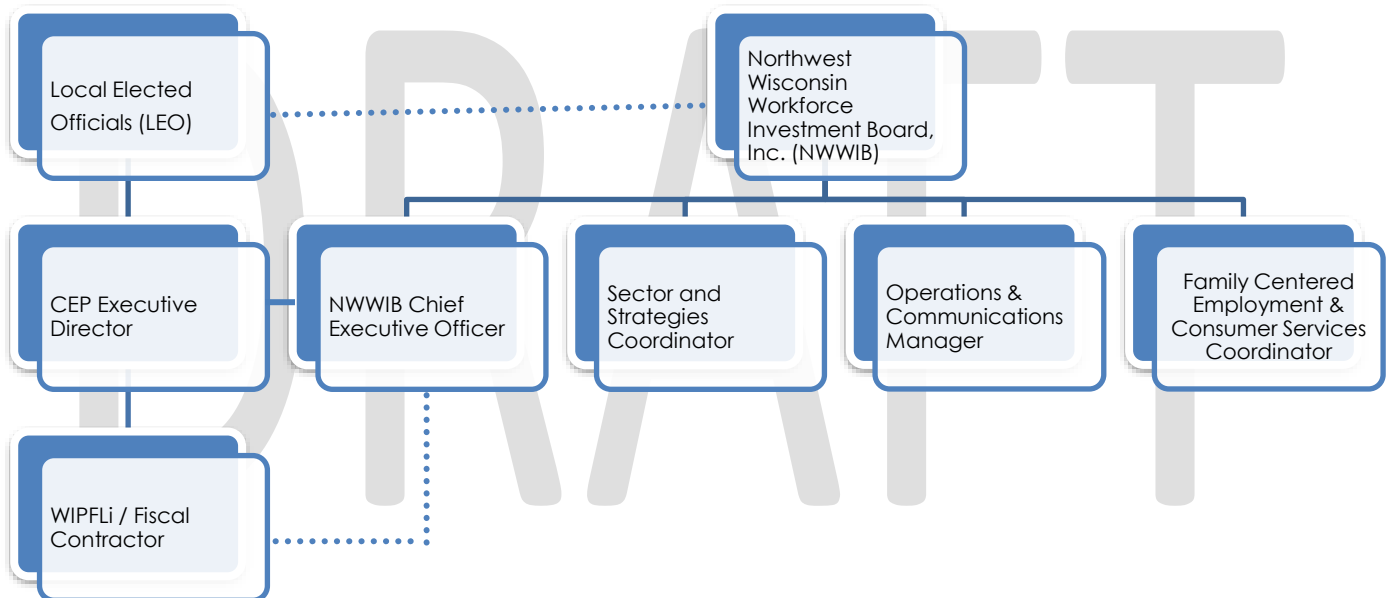 DRAFT
Local Elected
Officials (LEO)
Northwest
Wisconsin
Workforce
Investment Board,
Inc. (NWWIB)
CEP Executive
Director
NWWIB Chief
Executive Officer
Sector and
Strategies
Coordinator
Operations &
Communications
Manager
Family Centered
Employment &
Consumer Services
Coordinator
WIPFLi / Fiscal
Contractor